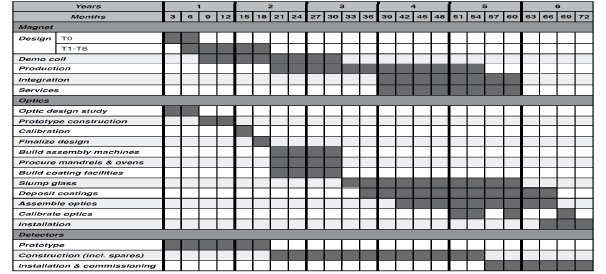 Years 1 2 3 4 5 6
Months 3 6 9 12 15 18 21 24 27 30 33 36 39 42 45 48 51 54 57 60 63 66 69 72
Magnet
Design T0
T1-T8
Demo coil
Production
Integration
Services
Optics
Optic design study
Prototype construction
Calibration
Finalize design
Build assembly machines
Procure mandrels & ovens
Build coating facilities
Slump glass
Deposit coatings
Assemble optics
Calibrate optics
Installation
Detectors
Prototype
Construction (incl. spares)
Installation & commissioning